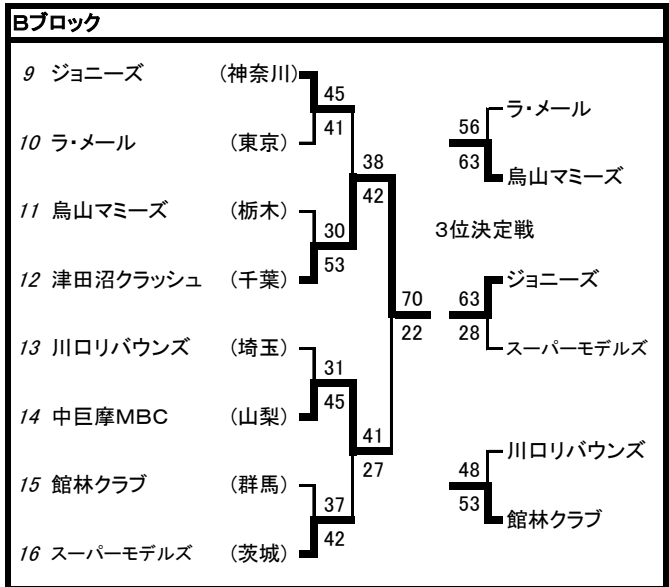 Bブロック
9 ジョニーズ (神奈川)
45
41
10 ラ・メール (東京)
38
42
11 烏山マミーズ (栃木)
30
53
12 津田沼クラッシュ (千葉)
70
22
13 川口リバウンズ (埼玉)
31
45
14 中巨摩MBC (山梨)
41
27
15 館林クラブ (群馬)
37
42
16 スーパーモデルズ (茨城)
ラ・メール
56
63
烏山マミーズ
3位決定戦
ジョニーズ
63
28
スーパーモデルズ
川口リバウンズ
48
53
館林クラブ